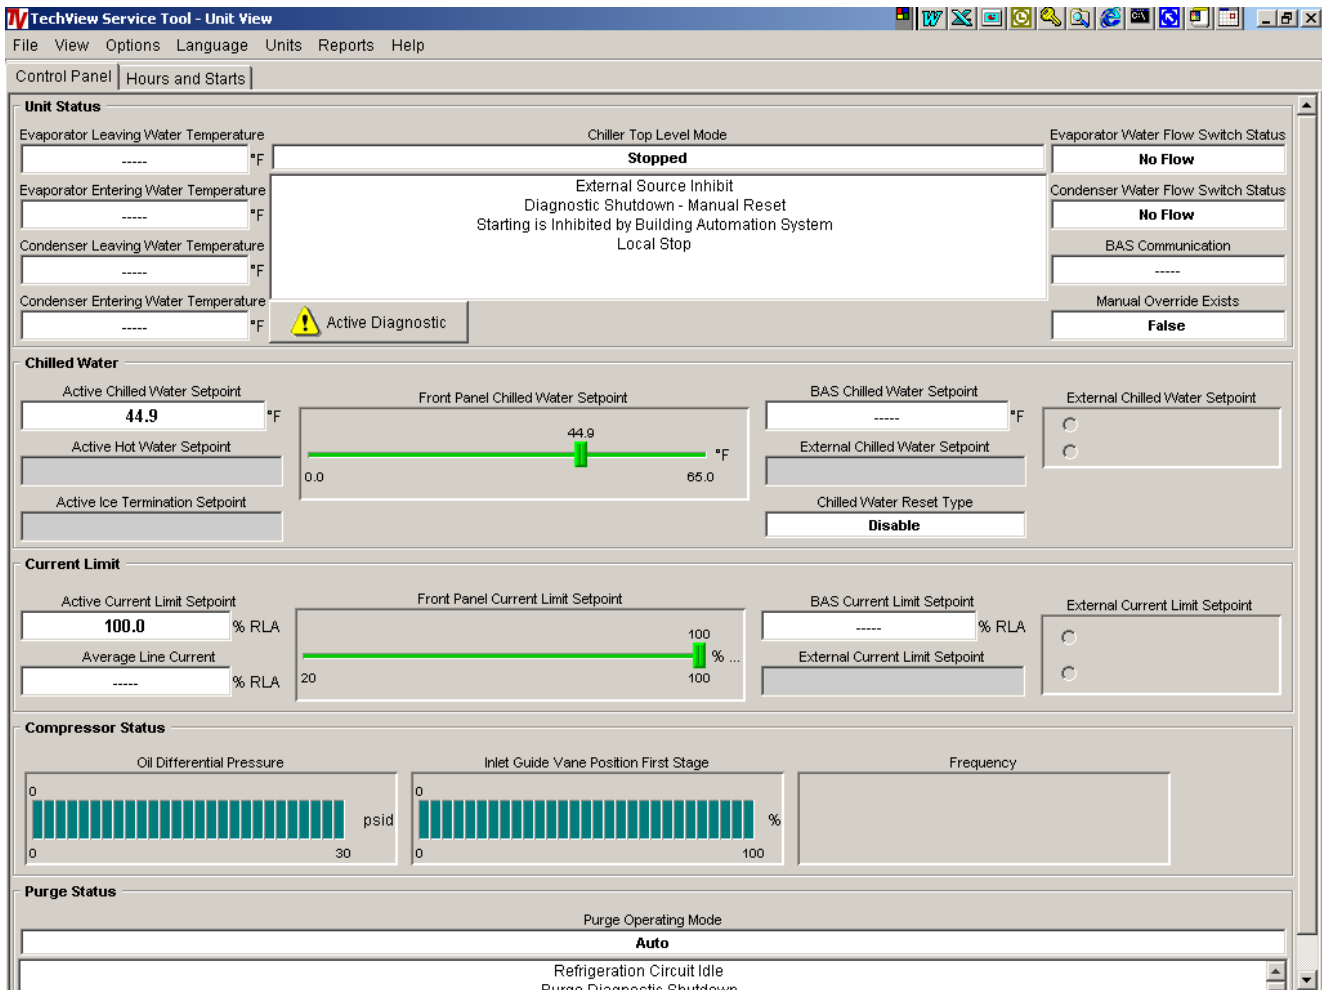 TechView Service Tool - Unit View
File View Options Language Units Reports Help
Control Panel Hours and Starts
Unit Status
Evaporator Leaving Water Temperature
----- °F
Evaporator Entering Water Temperature
----- °F
Condenser Leaving Water Temperature
----- °F
Condenser Entering Water Temperature
----- °F
Chiller Top Level Mode
Stopped
External Source Inhibit
Diagnostic Shutdown - Manual Reset
Starting is Inhibited by Building Automation System
Local Stop
Active Diagnostic
Evaporator Water Flow Switch Status
No Flow
Condenser Water Flow Switch Status
No Flow
BAS Communication
-----
Manual Override Exists
False
Chilled Water
Active Chilled Water Setpoint
44.9 °F
Active Hot Water Setpoint
Active Ice Termination Setpoint
Front Panel Chilled Water Setpoint
44.9
°F
0.0 65.0
BAS Chilled Water Setpoint
----- °F
External Chilled Water Setpoint
Chilled Water Reset Type
Disable
External Chilled Water Setpoint
Current Limit
Active Current Limit Setpoint
100.0 % RLA
Average Line Current
----- % RLA
Front Panel Current Limit Setpoint
100
% ...
20 100
BAS Current Limit Setpoint
----- % RLA
External Current Limit Setpoint
External Current Limit Setpoint
Compressor Status
Oil Differential Pressure
0
psid
0 30
Inlet Guide Vane Position First Stage
0
%
0 100
Frequency
Purge Status
Purge Operating Mode
Auto
Refrigeration Circuit Idle
Purge Diagnostic Shutdown